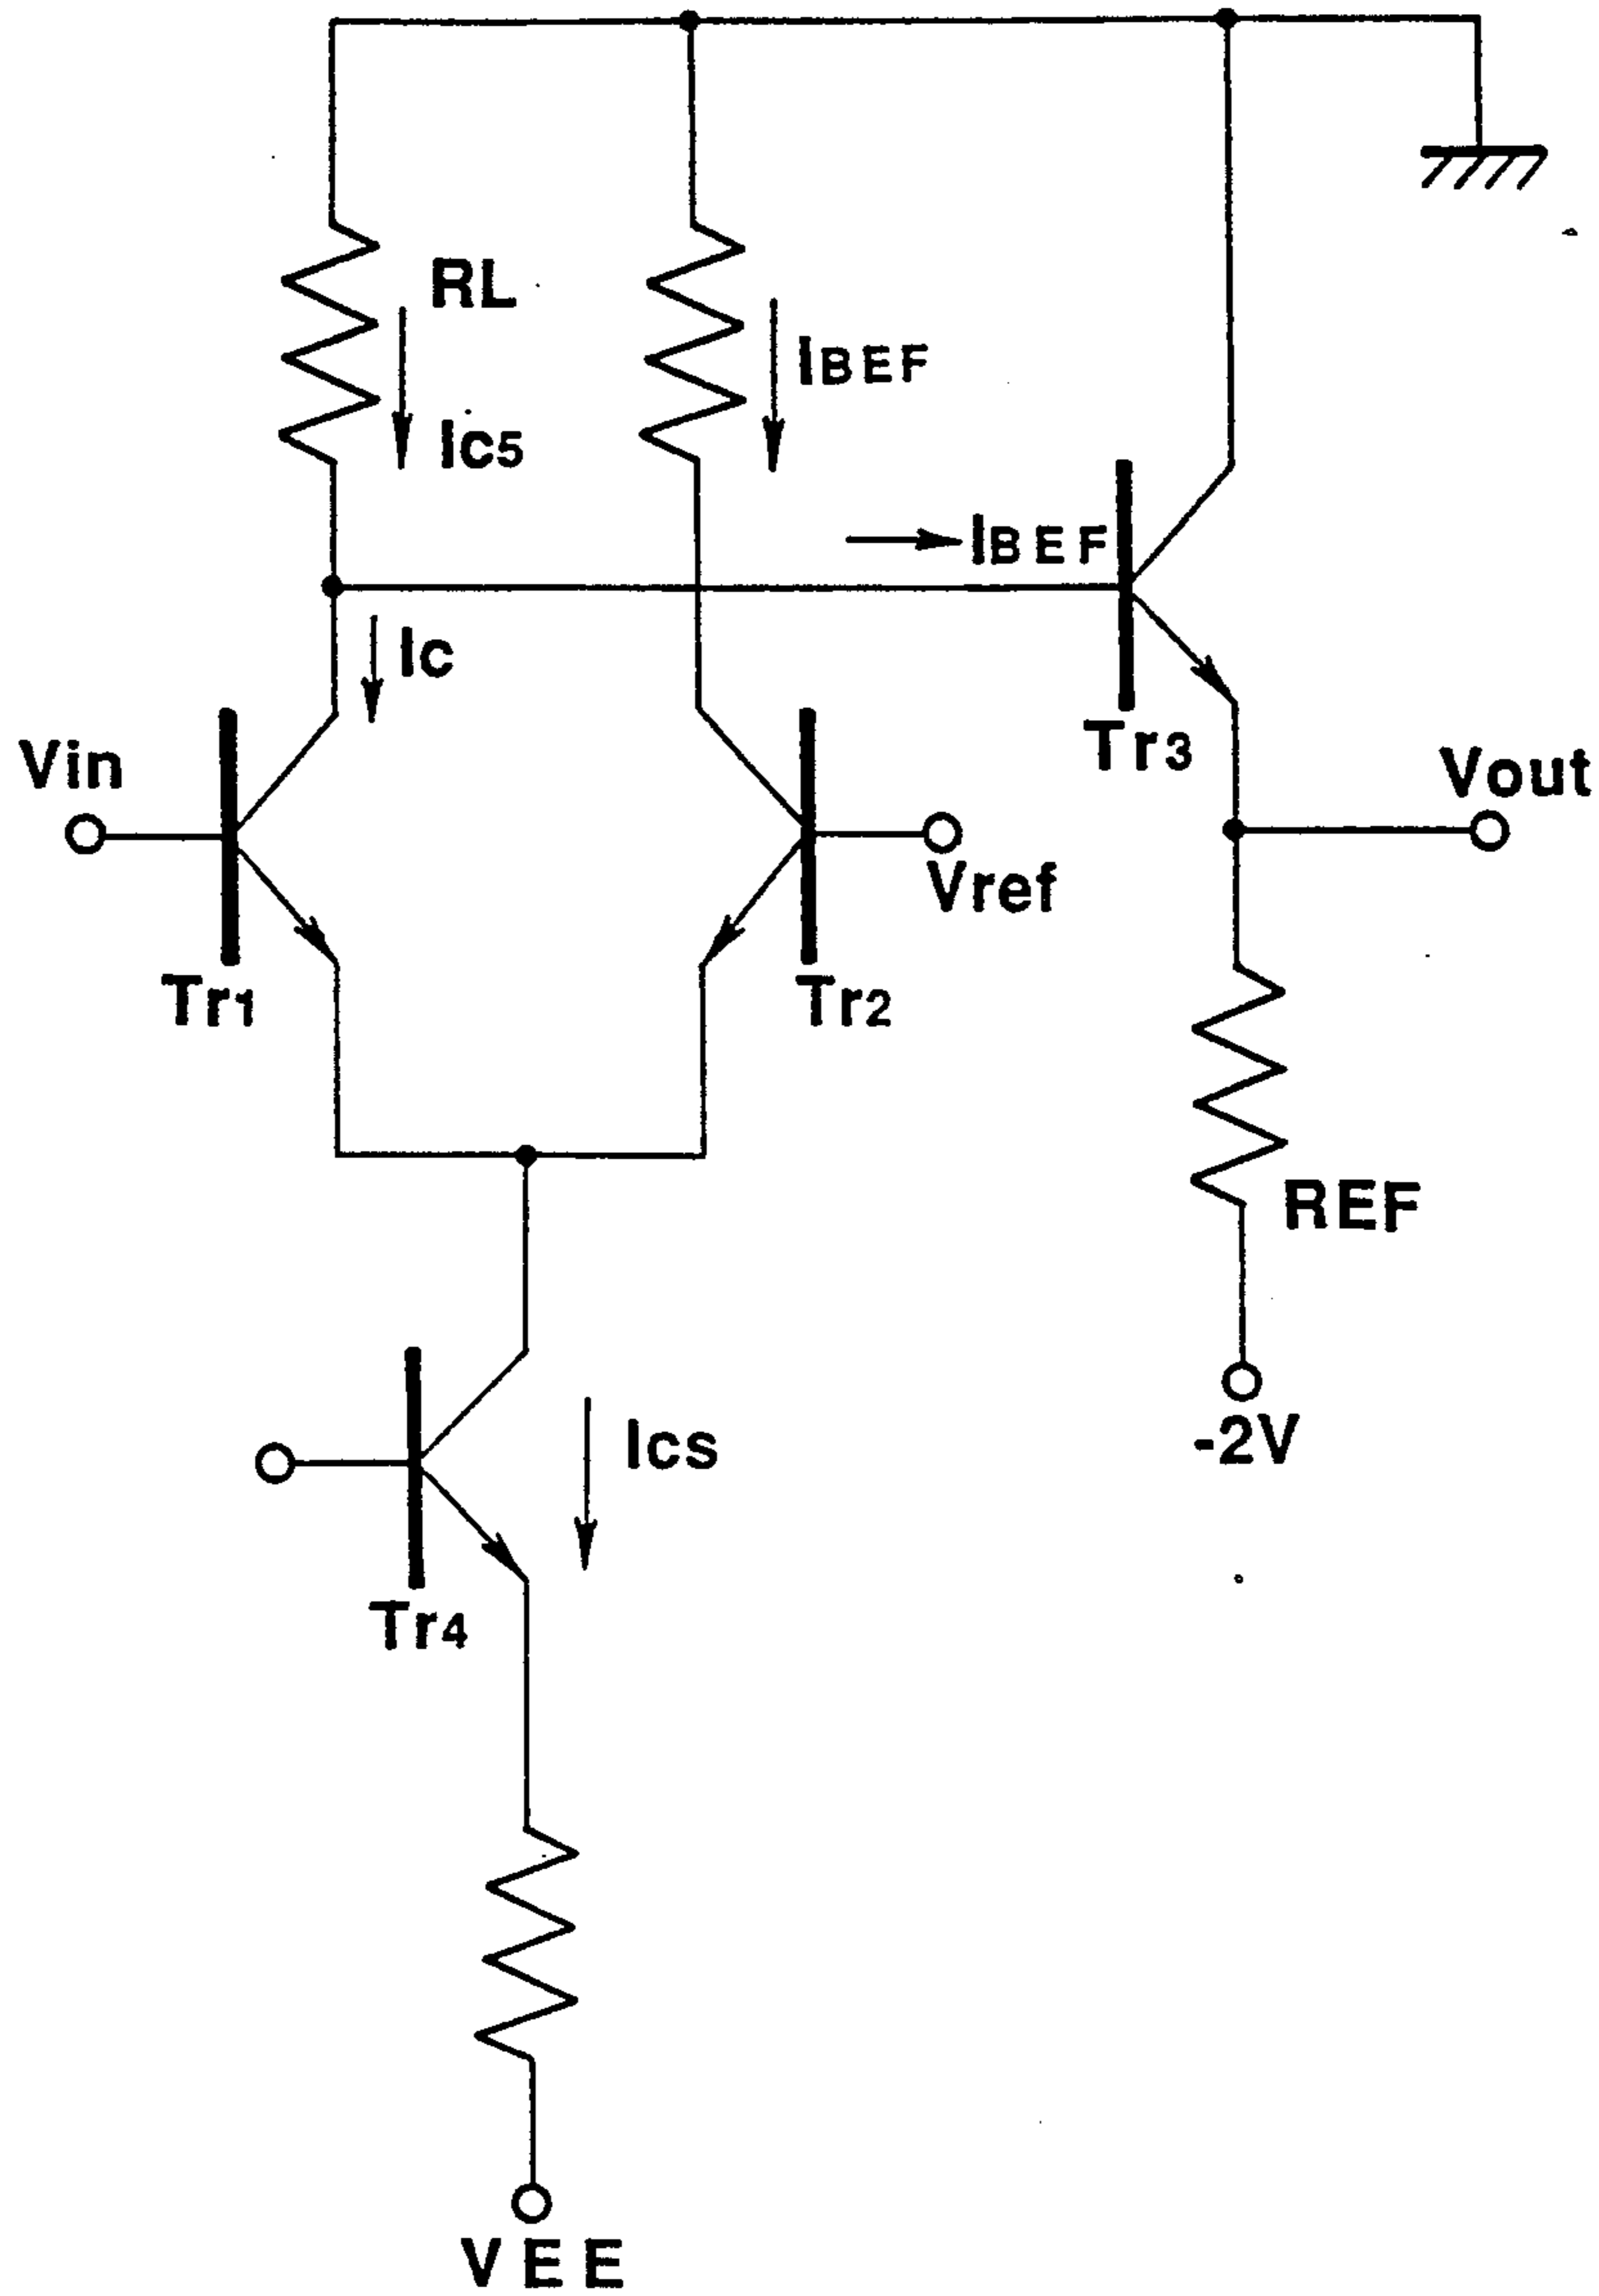 RL
IBEF
Ic5
IBEF
Ic
Vin
Tr3
Vout
Vref
Tr1
Tr2
REF
-2V
Ics
Tr4
VEE